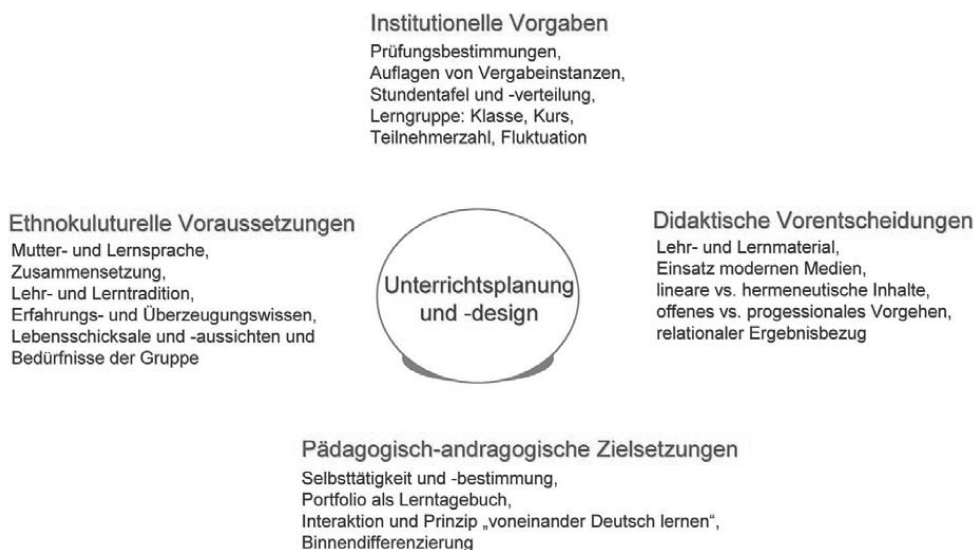 Institutionelle Vorgaben
Prüfungsbestimmungen,
Auflagen von Vergabeinstanzen,
Stundentafel und -verteilung,
Lerngruppe: Klasse, Kurs,
Teilnehmerzahl, Fluktuation
Ethnokuluturelle Voraussetzungen
Mutter- und Lernsprache,
Zusammensetzung,
Lehr- und Lerntradition,
Erfahrungs- und Überzeugungswissen,
Lebensschicksale und -aussichten und
Bedürfnisse der Gruppe
Unterrichtsplanung
und -design
Didaktische Vorentscheidungen
Lehr- und Lernmaterial,
Einsatz modernen Medien,
lineare vs. hermeneutische Inhalte,
offenes vs. progessionales Vorgehen,
relationaler Ergebnisbezug
Pädagogisch-andragogische Zielsetzungen
Selbsttätigkeit und -bestimmung,
Portfolio als Lerntagebuch,
Interaktion und Prinzip „voneinander Deutsch lernen“,
Binnendifferenzierung